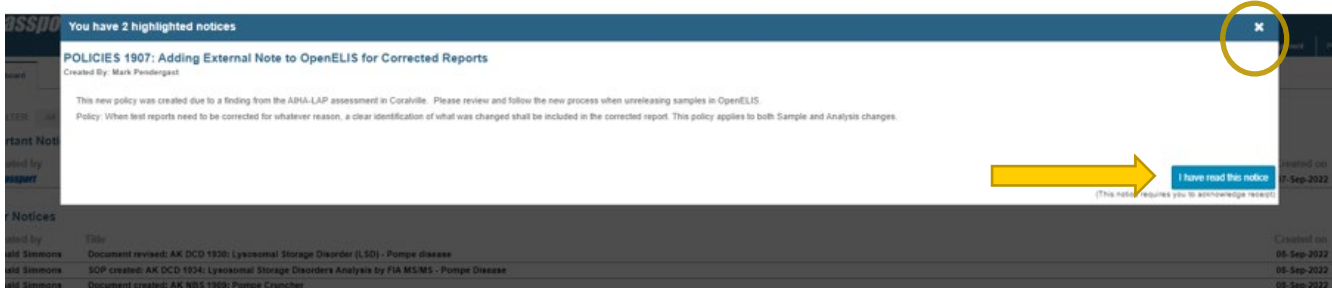 You have 2 highlighted notices
POLICIES 1907: Adding External Note to OpenELIS for Corrected Reports
Created By: Mark Pendergast
This new policy was created due to a finding from the AIHA-LAP assessment in Coralville. Please review and follow the new process when unreleasing samples in OpenELIS.
Policy: When test reports need to be corrected for whatever reason, a clear identification of what was changed shall be included in the corrected report. This policy applies to both Sample and Analysis changes.
I have read this notice
(This notice requires you to acknowledge receipt)
Created on
07-Sep-2022
Notices
Title Created on
Simmons Document revised: AK DCD 1930: Lysosomal Storage Disorder (LSD) - Pompe disease 08-Sep-2022
Simmons SOP created: AK DCD 1934: Lysosomal Storage Disorders Analysis by FIA MS/MS - Pompe Disease 08-Sep-2022
Simmons Document created: AK NBS 1909: Pompe Cruncher 08-Sep-2022